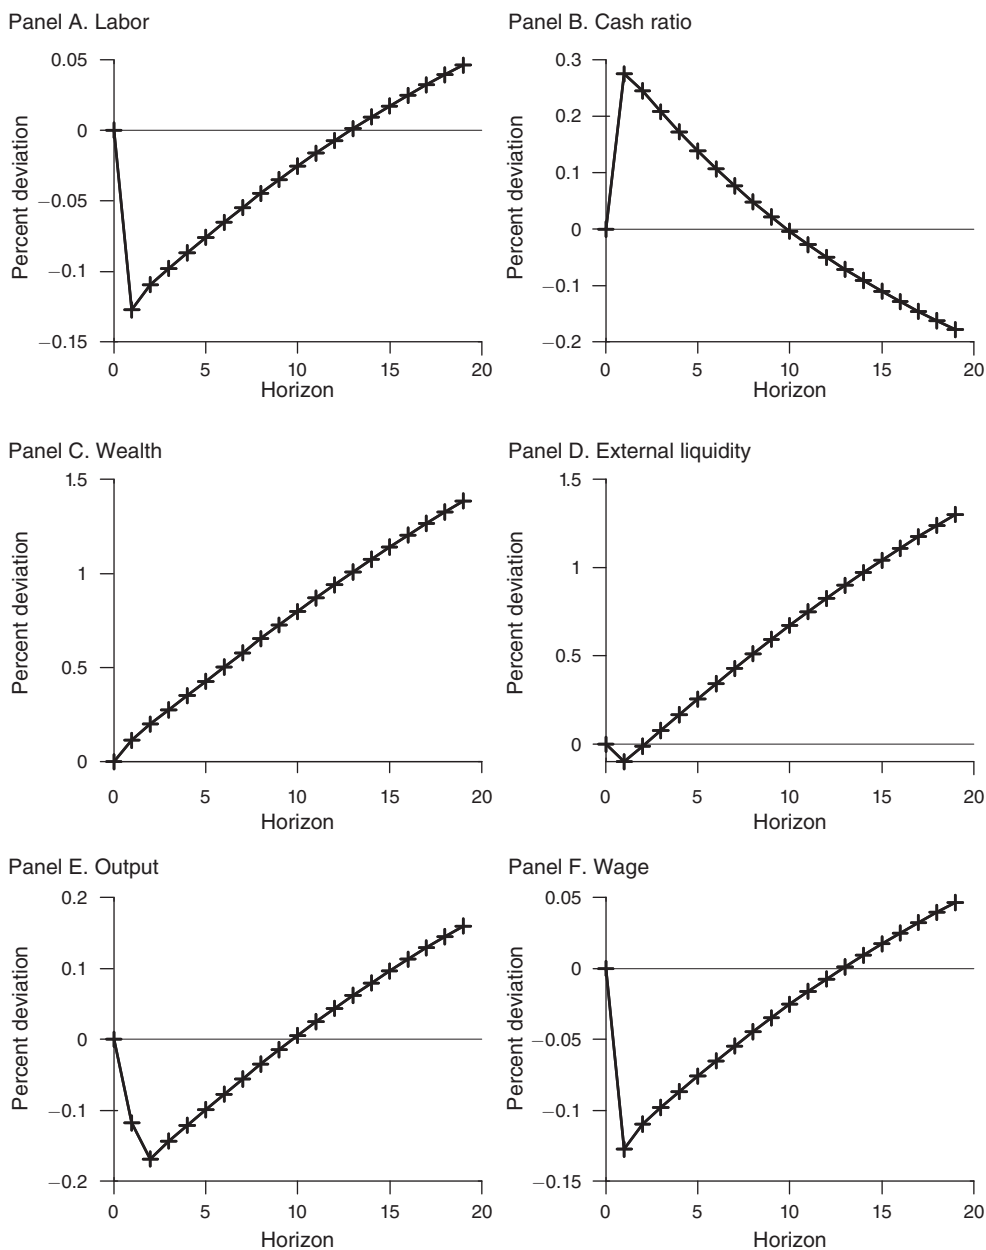 Panel A. Labor
0.05
0
−0.05
−0.1
−0.15
Percent deviation
0 5 10 15 20
Horizon
Panel B. Cash ratio
0.3
0.2
0.1
0
−0.1
−0.2
Percent deviation
0 5 10 15 20
Horizon
Panel C. Wealth
1.5
1
0.5
0
Percent deviation
0 5 10 15 20
Horizon
Panel D. External liquidity
1.5
1
0.5
0
Percent deviation
0 5 10 15 20
Horizon
Panel E. Output
0.2
0.1
0
−0.1
−0.2
Percent deviation
0 5 10 15 20
Horizon
Panel F. Wage
0.05
0
−0.05
−0.1
−0.15
Percent deviation
0 5 10 15 20
Horizon